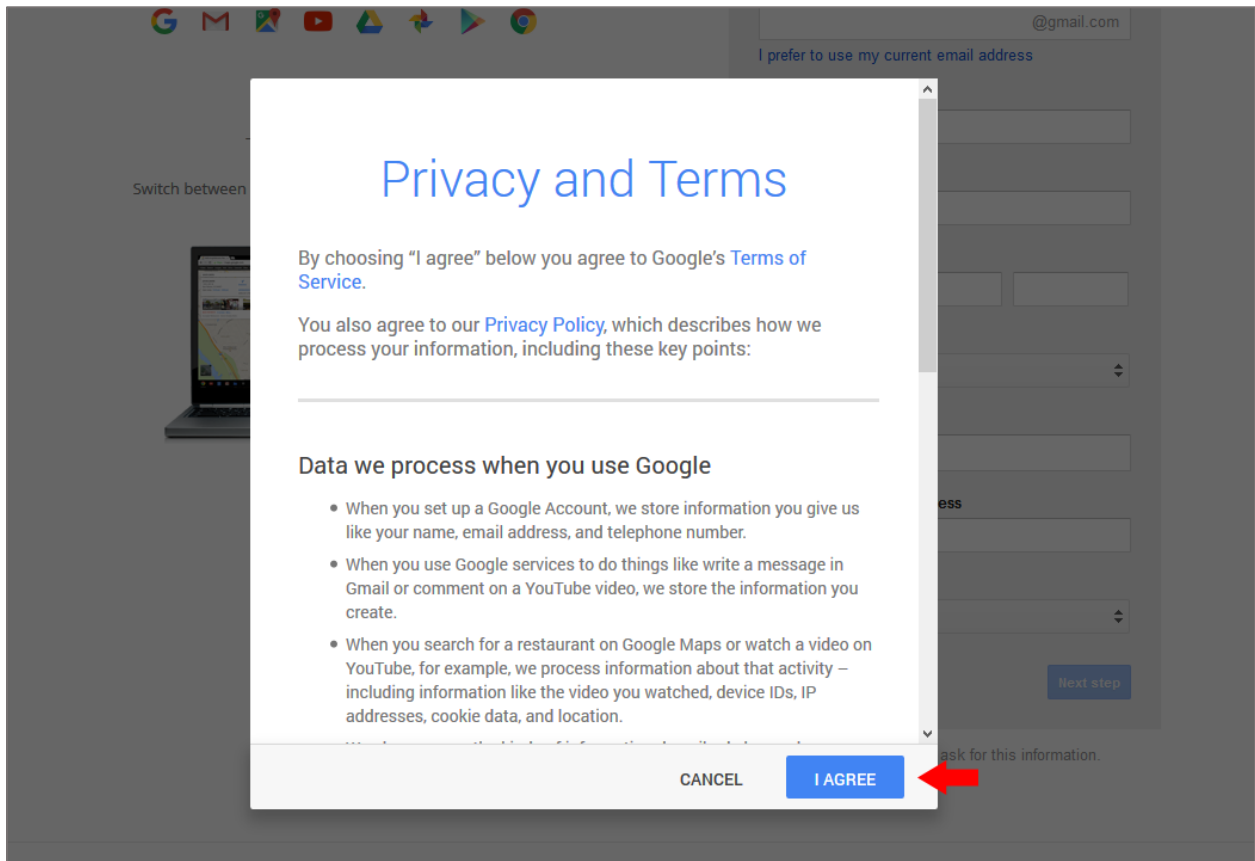 @gmail.com
I prefer to use my current email address
Switch between
Privacy and Terms
By choosing “I agree” below you agree to Google’s Terms of
Service.
You also agree to our Privacy Policy, which describes how we
process your information, including these key points:
Data we process when you use Google
When you set up a Google Account, we store information you give us
like your name, email address, and telephone number.
When you use Google services to do things like write a message in
Gmail or comment on a YouTube video, we store the information you
create.
When you search for a restaurant on Google Maps or watch a video on
YouTube, for example, we process information about that activity –
including information like the video you watched, device IDs, IP
addresses, cookie data, and location.
ess
Next step
ask for this information.
CANCEL
I AGREE